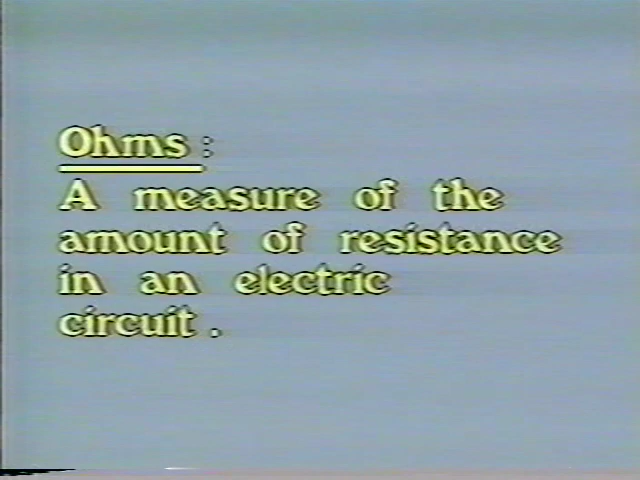 Ohms :
A measure of the
amount of resistance
in an electric
circuit .